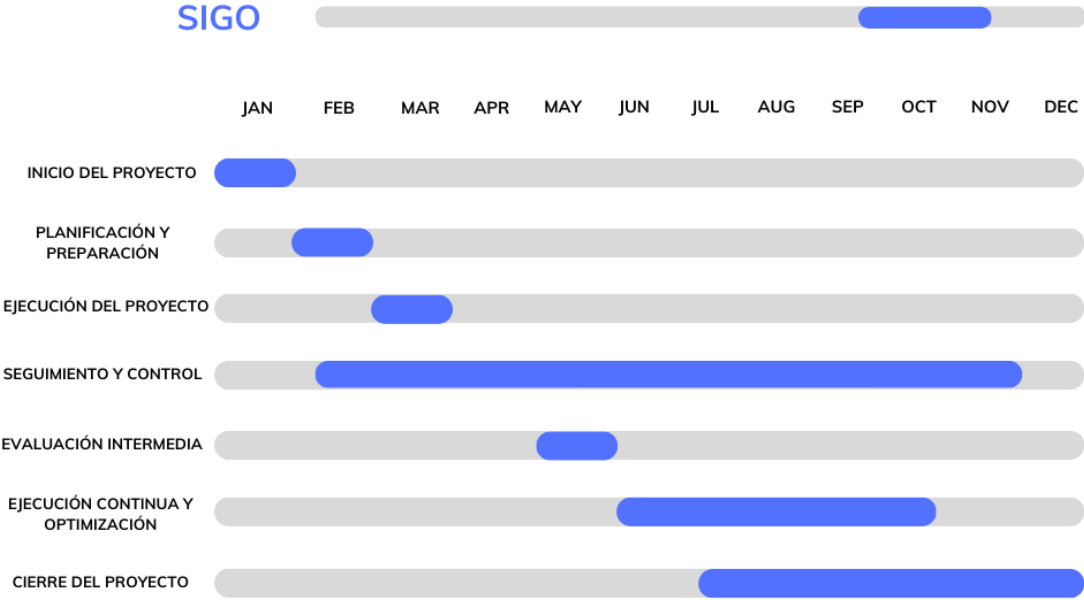 SIGO
JAN FEB MAR APR MAY JUN JUL AUG SEP OCT NOV DEC
INICIO DEL PROYECTO
PLANIFICACIÓN Y
PREPARACIÓN
EJECUCIÓN DEL PROYECTO
SEGUIMIENTO Y CONTROL
EVALUACIÓN INTERMEDIA
EJECUCIÓN CONTINUA Y
OPTIMIZACIÓN
CIERRE DEL PROYECTO